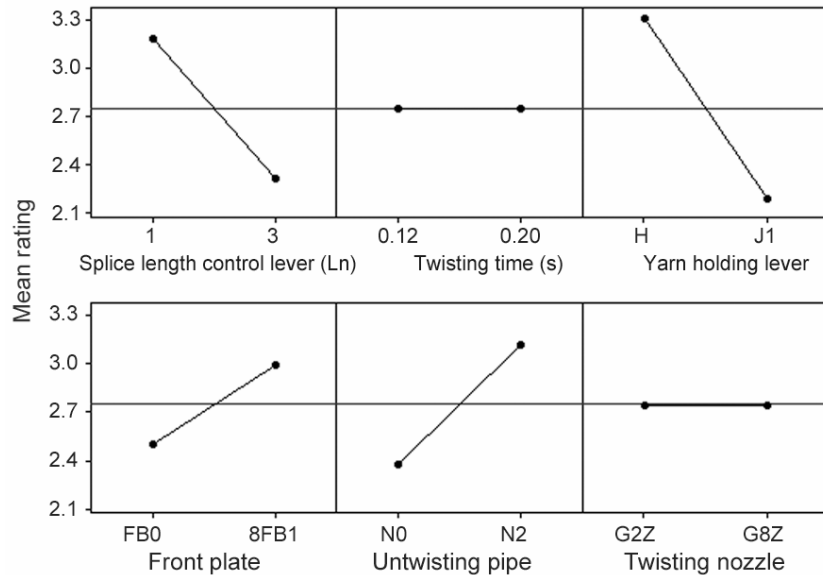 3.3
3.0
2.7
2.4
2.1
1 3 0.12 0.20 H J1
Splice length control lever (Ln) Twisting time (s) Yarn holding lever
Mean rating
3.3
3.0
2.7
2.4
2.1
FB0 8FB1 N0 N2 G2Z G8Z
Front plate Untwisting pipe Twisting nozzle